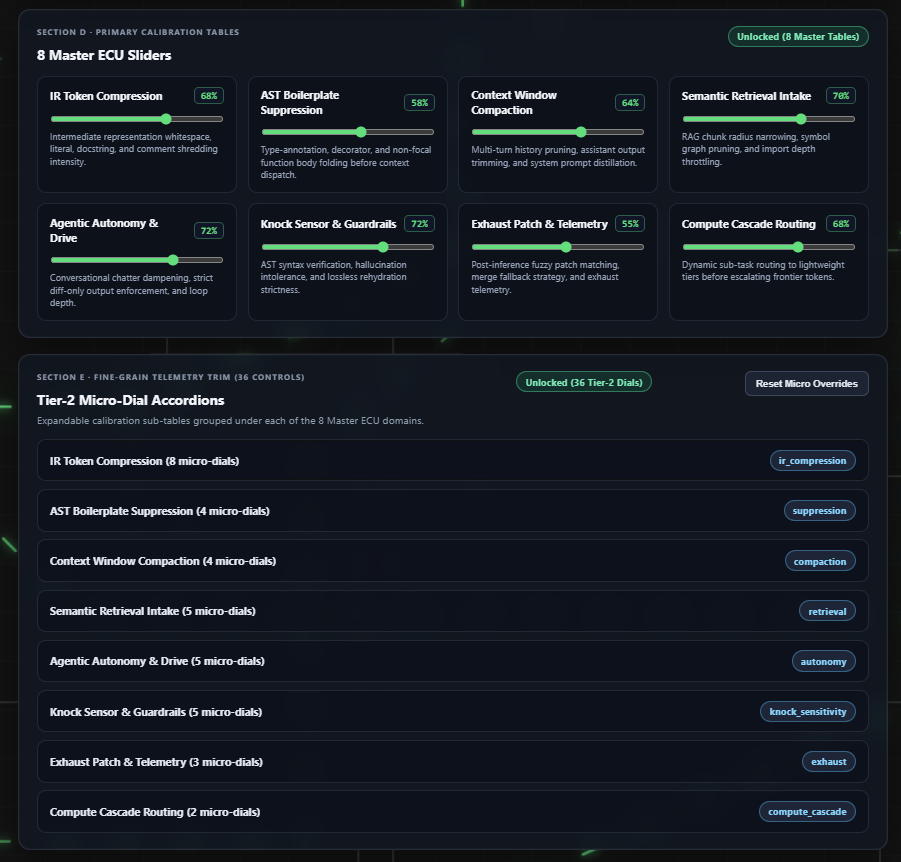 SECTION D · PRIMARY CALIBRATION TABLES
8 Master ECU Sliders
Unlocked (8 Master Tables)
IR Token Compression
68%
Intermediate representation whitespace,
literal, docstring, and comment shredding
intensity.
AST Boilerplate
Suppression
58%
Type-annotation, decorator, and non-focal
function body folding before context
dispatch.
Context Window
Compaction
64%
Multi-turn history pruning, assistant output
trimming, and system prompt distillation.
Semantic Retrieval Intake
70%
RAG chunk radius narrowing, symbol
graph pruning, and import depth
throttling.
Agentic Autonomy &
Drive
72%
Conversational chatter dampening, strict
diff-only output enforcement, and loop
depth.
Knock Sensor & Guardrails
72%
AST syntax verification, hallucination
intolerance, and lossless rehydration
strictness.
Exhaust Patch & Telemetry
55%
Post-inference fuzzy patch matching,
merge fallback strategy, and exhaust
telemetry.
Compute Cascade Routing
68%
Dynamic sub-task routing to lightweight
tiers before escalating frontier tokens.
SECTION E · FINE-GRAIN TELEMETRY TRIM (36 CONTROLS)
Tier-2 Micro-Dial Accordions
Expandable calibration sub-tables grouped under each of the 8 Master ECU domains.
Unlocked (36 Tier-2 Dials)
Reset Micro Overrides
IR Token Compression (8 micro-dials)
ir_compression
AST Boilerplate Suppression (4 micro-dials)
suppression
Context Window Compaction (4 micro-dials)
compaction
Semantic Retrieval Intake (5 micro-dials)
retrieval
Agentic Autonomy & Drive (5 micro-dials)
autonomy
Knock Sensor & Guardrails (5 micro-dials)
knock_sensitivity
Exhaust Patch & Telemetry (3 micro-dials)
exhaust
Compute Cascade Routing (2 micro-dials)
compute_cascade